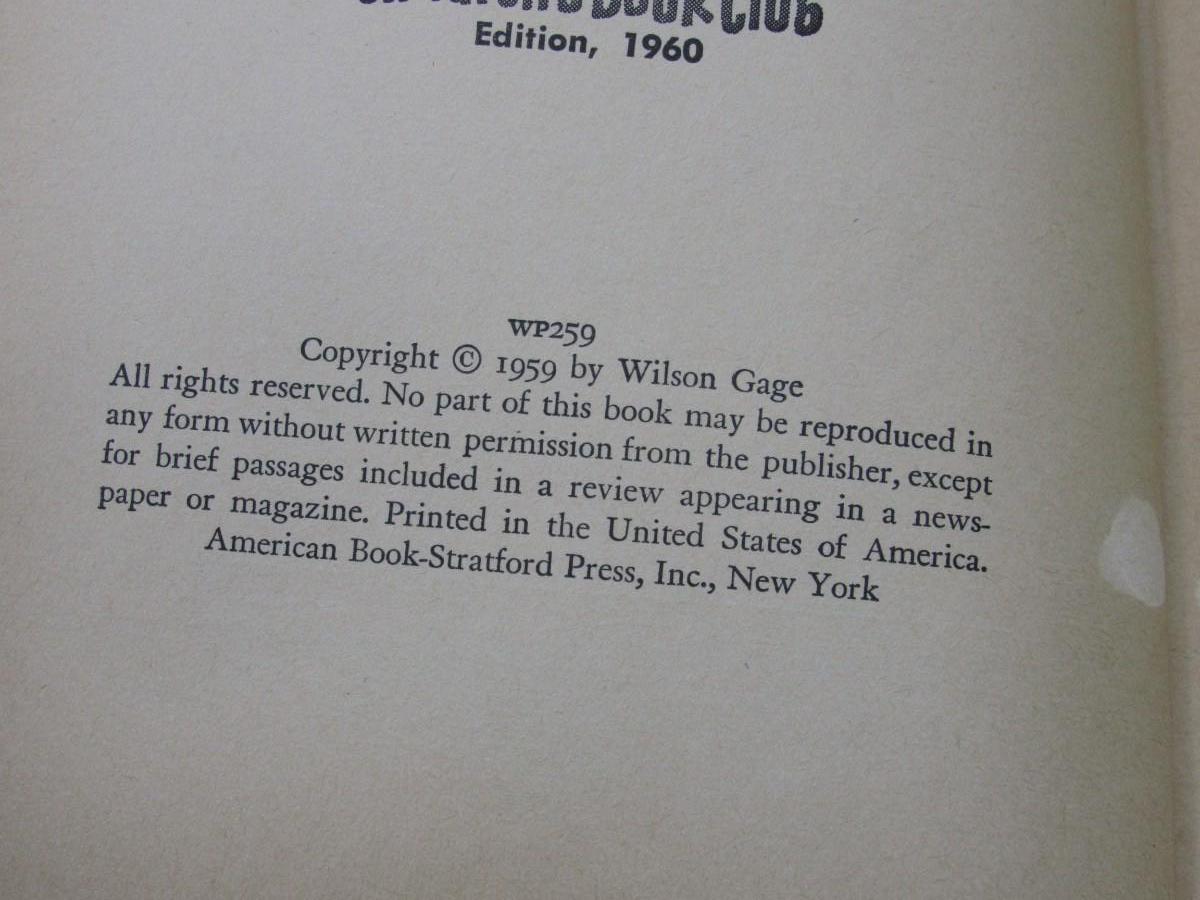 Book Club
Edition, 1960
WP259
Copyright © 1959 by Wilson Gage
All rights reserved. No part of this book may be reproduced in
any form without written permission from the publisher, except
for brief passages included in a review appearing in a news-
paper or magazine. Printed in the United States of America.
American Book-Stratford Press, Inc., New York